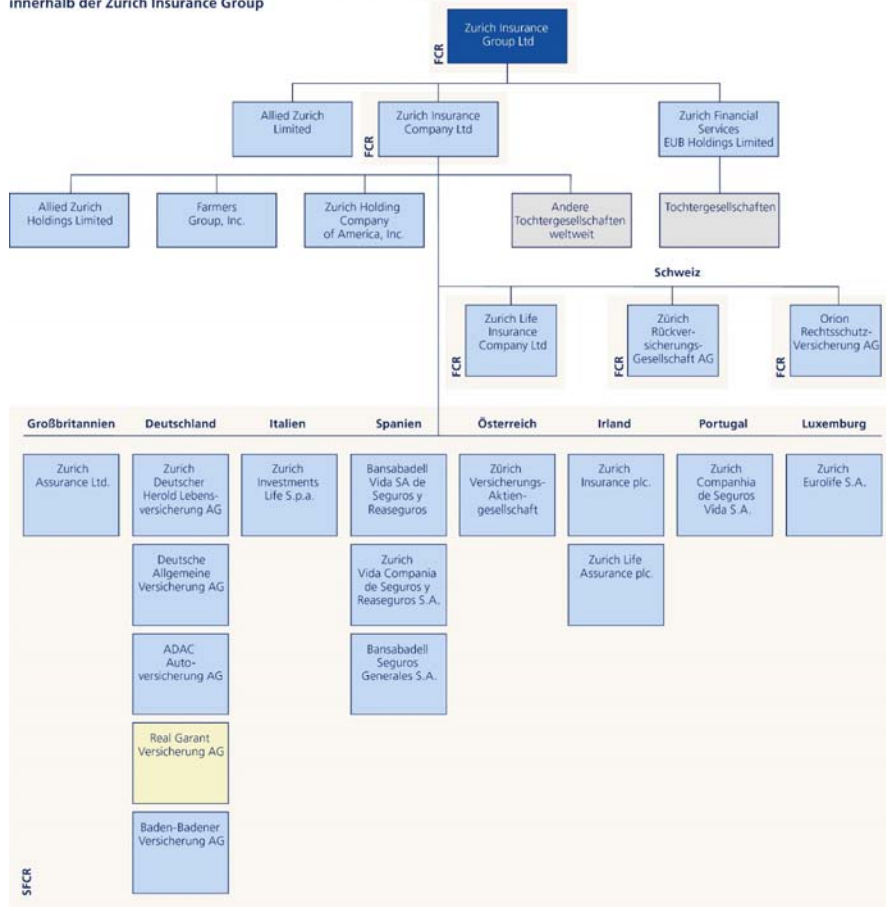 innerhalb der Zurich Insurance Group
FCR
Zurich Insurance
Group Ltd
Allied Zurich
Limited
FCR
Zurich Insurance
Company Ltd
Zurich Financial
Services
EUB Holdings Limited
Allied Zurich
Holdings Limited
Farmers
Group, Inc.
Zurich Holding
Company
of America, Inc.
Andere
Tochtergesellschaften
weltweit
Tochtergesellschaften
Schweiz
FCR
Zurich Life
Insurance
Company Ltd
FCR
Zürich
Rückver-
sicherungs-
Gesellschaft AG
FCR
Orion
Rechtsschutz-
Versicherung AG
Großbritannien
Deutschland
Italien
Spanien
Österreich
Irland
Portugal
Luxemburg
Zurich
Assurance Ltd.
Zurich
Deutscher
Herold Lebens-
versicherung AG
Zurich
Investments
Life S.p.a.
Bansabadell
Vida SA de
Seguros y
Reaseguros
Zürich
Versicherungs-
Aktien-
gesellschaft
Zurich
Insurance plc.
Zurich
Companhia
de Seguros
Vida S.A.
Zurich
Eurolife S.A.
Deutsche
Allgemeine
Versicherung AG
Zurich
Vida Compania
de Seguros y
Reaseguros S.A.
Zurich Life
Assurance plc.
ADAC
Auto-
versicherung AG
Bansabadell
Seguros
Generales S.A.
Real Garant
Versicherung AG
Baden-Badener
Versicherung AG
SFCR